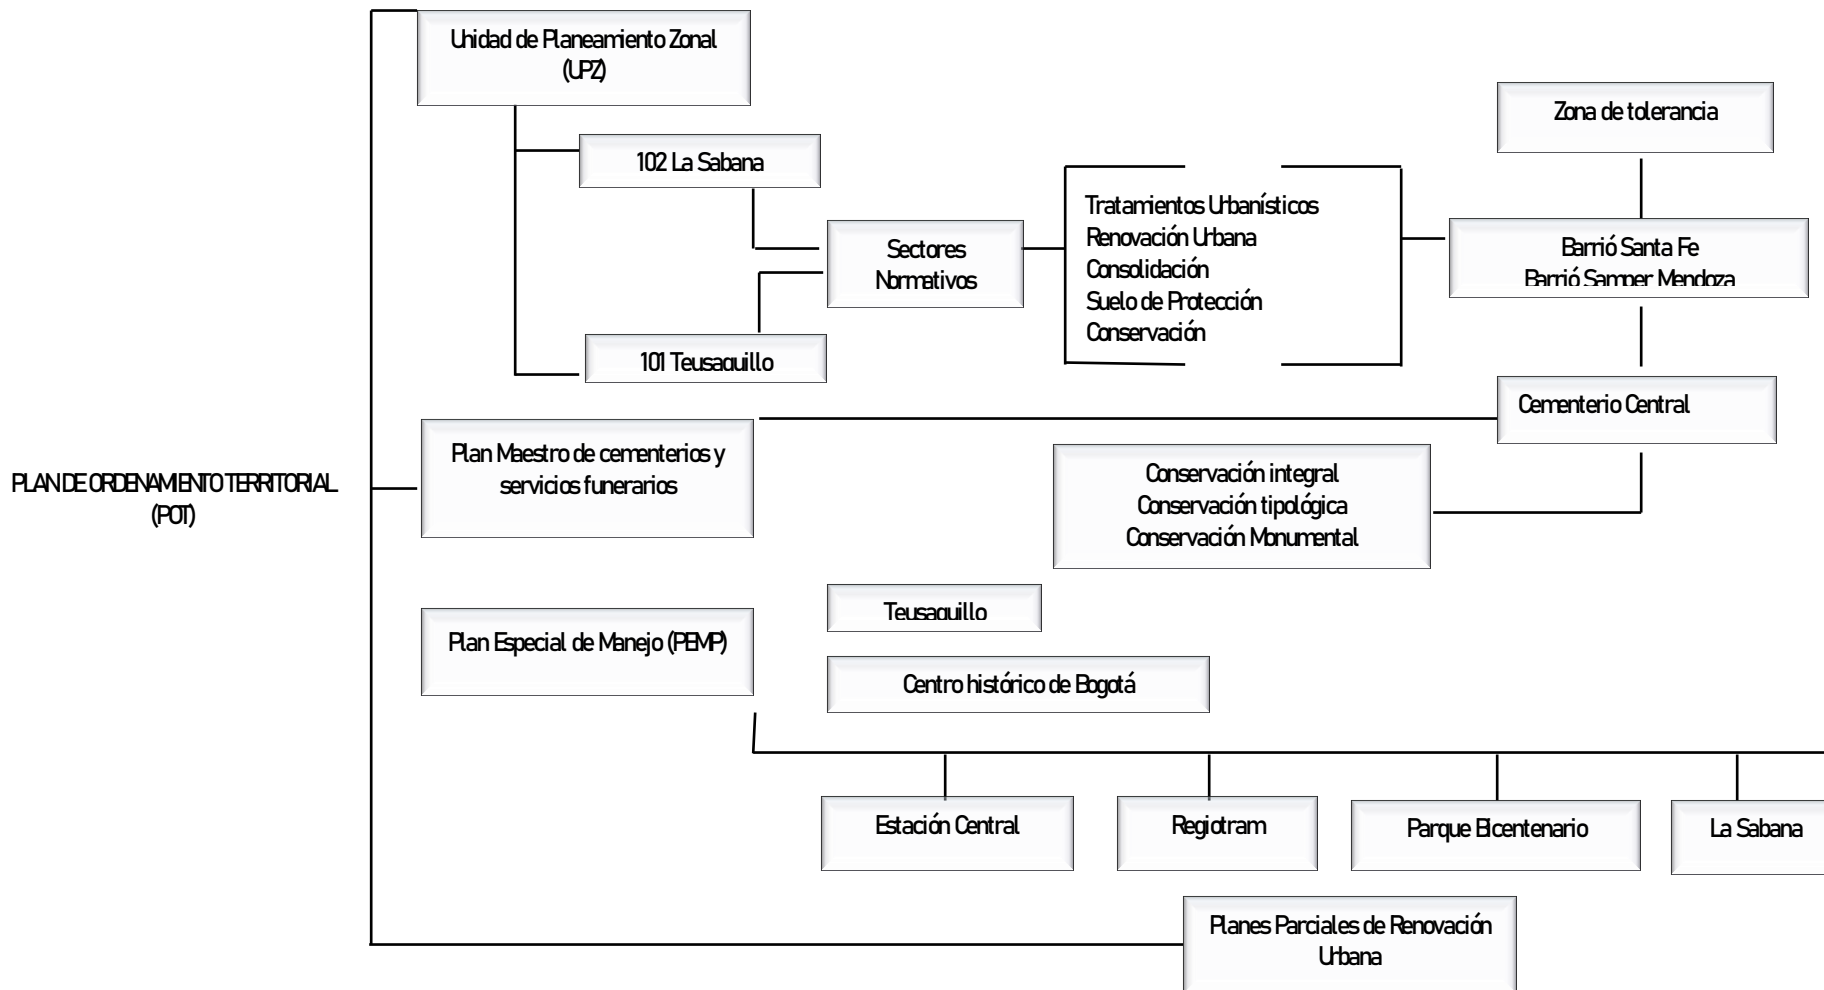 Unidad de Planeamiento Zonal
(UPZ)
102 La Sabana
101 Teusaquillo
Sectores
Normativos
Tratamientos Urbanísticos
Renovación Urbana
Consolidación
Suelo de Protección
Conservación
Zona de tolerancia
Barrió Santa Fe
Barrió Samper Mendoza
Cementerio Central
PLAN DE ORDENAMIENTO TERRITORIAL
(POT)
Plan Maestro de cementerios y
servicios funerarios
Conservación integral
Conservación tipológica
Conservación Monumental
Plan Especial de Manejo (PEMP)
Teusaquillo
Centro histórico de Bogotá
Estación Central
Regiotram
Parque Bicentenario
La Sabana
Planes Parciales de Renovación
Urbana